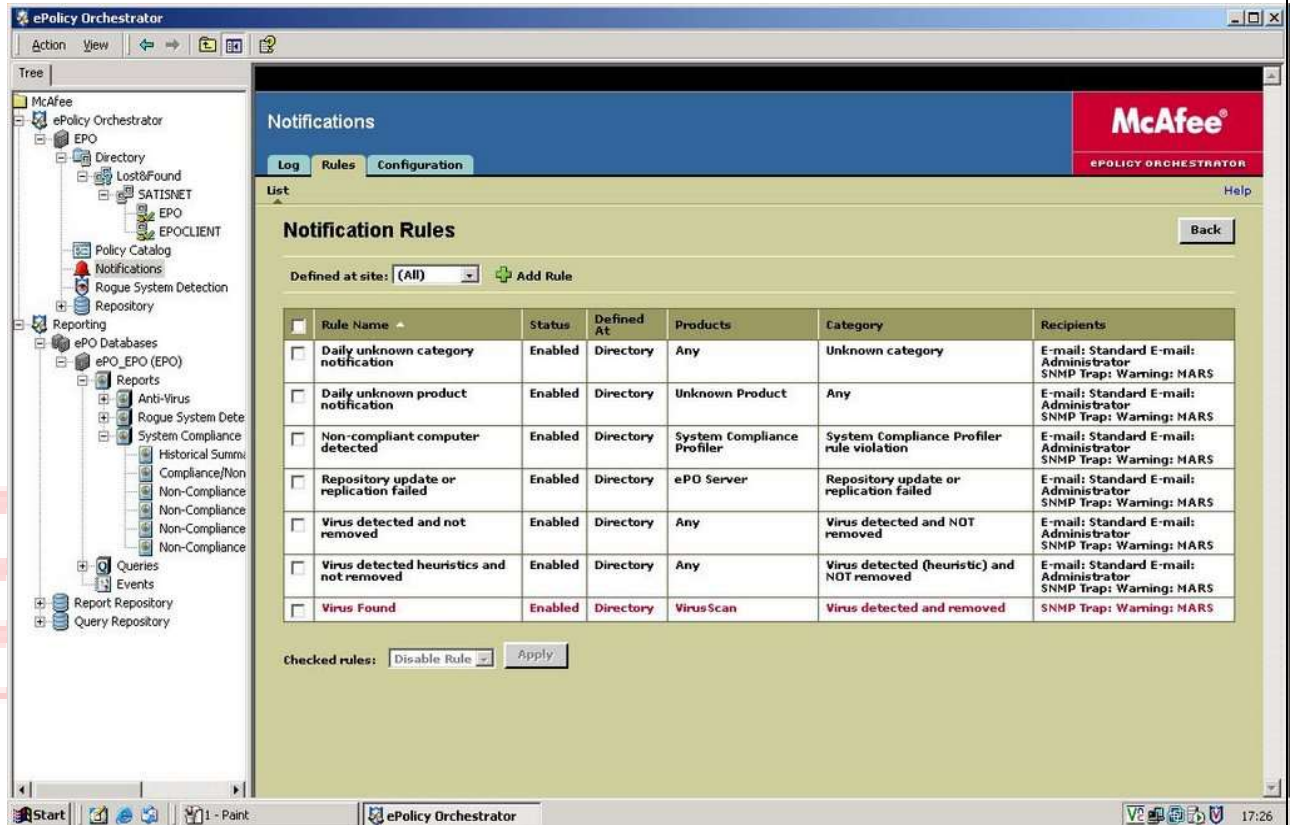 ePolicy Orchestrator
Action View
Tree
McAfee
ePolicy Orchestrator
EPO
Directory
Lost&Found
SATISNET
EPO
EPOCLIENT
Policy Catalog
Notifications
Rogue System Detection
Repository
Reporting
ePO Databases
ePO_EPO (EPO)
Reports
Anti-Virus
Rogue System Dete
System Compliance
Historical Summa
Compliance/Non
Non-Compliance
Non-Compliance
Non-Compliance
Non-Compliance
Queries
Events
Report Repository
Query Repository
Notifications
McAfee®
ePOLICY ORCHESTRATOR
Log Rules Configuration
List
Help
Notification Rules
Back
Defined at site: (All) Add Rule
Rule Name Status Defined At Products Category Recipients
Daily unknown category notification Enabled Directory Any Unknown category E-mail: Standard E-mail: Administrator SNMP Trap: Warning: MARS
Daily unknown product notification Enabled Directory Unknown Product Any E-mail: Standard E-mail: Administrator SNMP Trap: Warning: MARS
Non-compliant computer detected Enabled Directory System Compliance Profiler System Compliance Profiler rule violation E-mail: Standard E-mail: Administrator SNMP Trap: Warning: MARS
Repository update or replication failed Enabled Directory ePO Server Repository update or replication failed E-mail: Standard E-mail: Administrator SNMP Trap: Warning: MARS
Virus detected and not removed Enabled Directory Any Virus detected and NOT removed E-mail: Standard E-mail: Administrator SNMP Trap: Warning: MARS
Virus detected heuristics and not removed Enabled Directory Any Virus detected (heuristic) and NOT removed E-mail: Standard E-mail: Administrator SNMP Trap: Warning: MARS
Virus Found Enabled Directory VirusScan Virus detected and removed SNMP Trap: Warning: MARS
Checked rules: Disable Rule Apply
Start 1 - Paint ePolicy Orchestrator 17:26